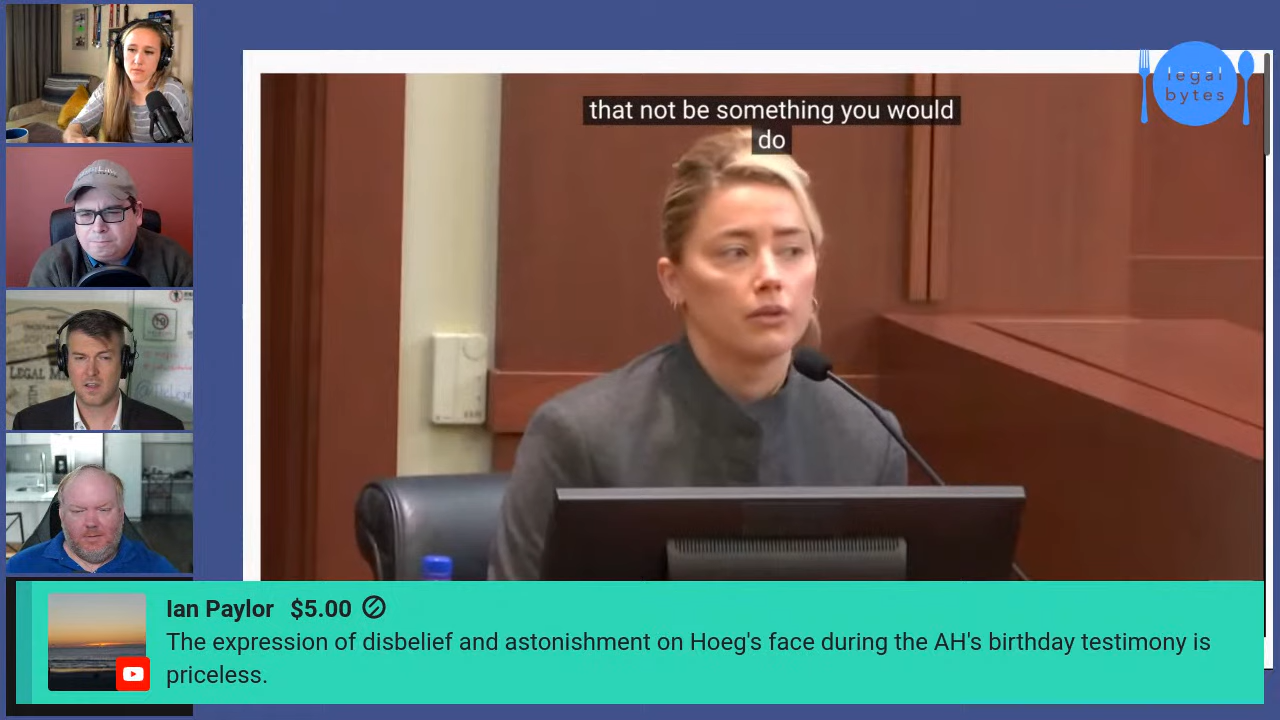 that not be something you would
do
legal
bytes
LEGAL M
Ian Paylor $5.00
The expression of disbelief and astonishment on Hoeg's face during the AH's birthday testimony is
priceless.